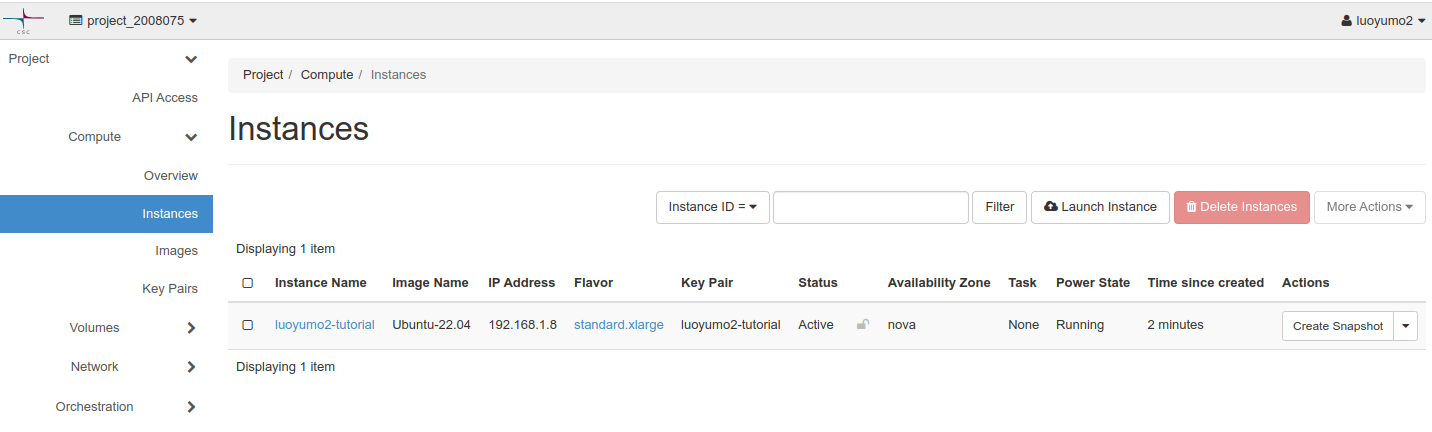 CSC
project_2008075
luoyumo2
Project
API Access
Compute
Overview
Instances
Images
Key Pairs
Volumes
Network
Orchestration
Project / Compute / Instances
Instances
Instance ID =
Filter
Launch Instance
Delete Instances
More Actions
Displaying 1 item
Instance Name Image Name IP Address Flavor Key Pair Status Availability Zone Task Power State Time since created Actions
luoyumo2-tutorial Ubuntu-22.04 192.168.1.8 standard.xlarge luoyumo2-tutorial Active nova None Running 2 minutes Create Snapshot
Displaying 1 item